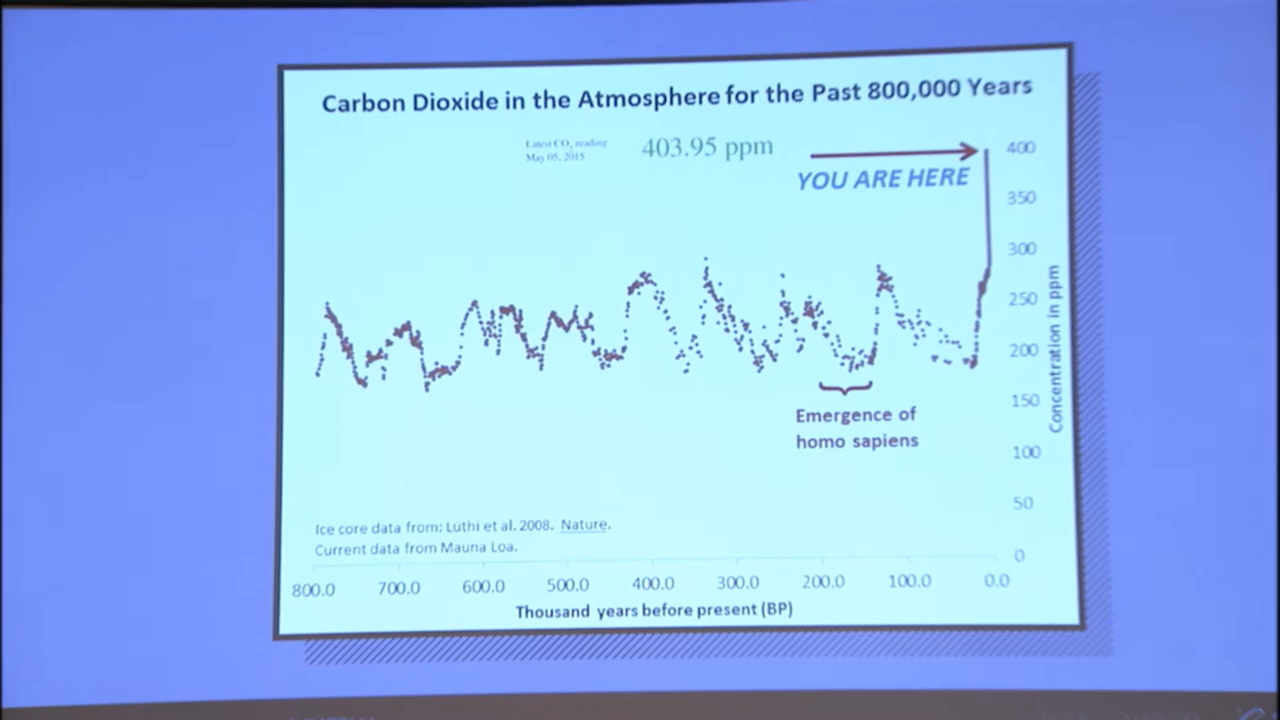 Carbon Dioxide in the Atmosphere for the Past 800,000 Years
Latest CO₂ reading
May 05, 2015
403.95 ppm
YOU ARE HERE
400
350
300
250
200
150
100
50
0
Concentration in ppm
Emergence of
homo sapiens
Ice core data from: Luthi et al. 2008. Nature.
Current data from Mauna Loa.
800.0 700.0 600.0 500.0 400.0 300.0 200.0 100.0 0.0
Thousand years before present (BP)